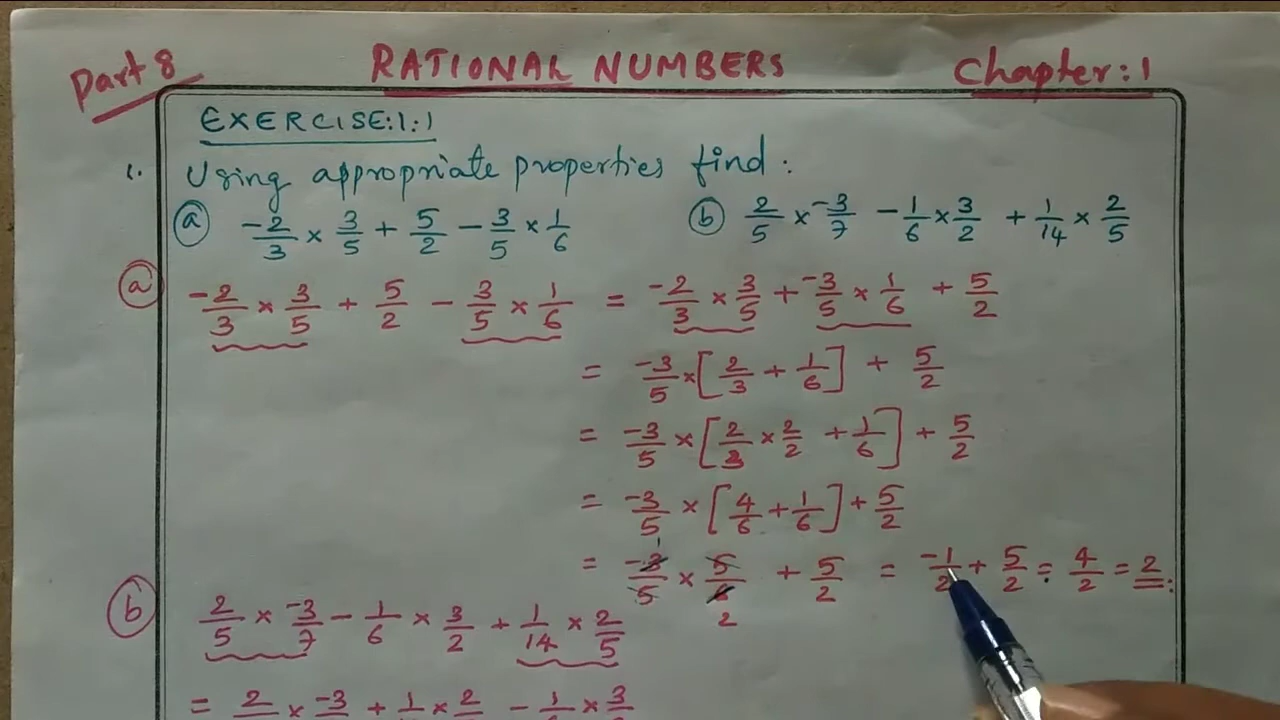 Part 8 RATIONAL NUMBERS Chapter:1
EXERCISE:1.1
1. Using appropriate properties find :
(a) -2/3 × 3/5 + 5/2 - 3/5 × 1/6 (b) 2/5 × -3/7 - 1/6 × 3/2 + 1/14 × 2/5
(a) -2/3 × 3/5 + 5/2 - 3/5 × 1/6 = -2/3 × 3/5 + -3/5 × 1/6 + 5/2
= -3/5 × [2/3 + 1/6] + 5/2
= -3/5 × [2/3 × 2/2 + 1/6] + 5/2
= -3/5 × [4/6 + 1/6] + 5/2
= -3/5 × 5/6 + 5/2 = -1/2 + 5/2 = 4/2 = 2
1
2
(b) 2/5 × -3/7 - 1/6 × 3/2 + 1/14 × 2/5